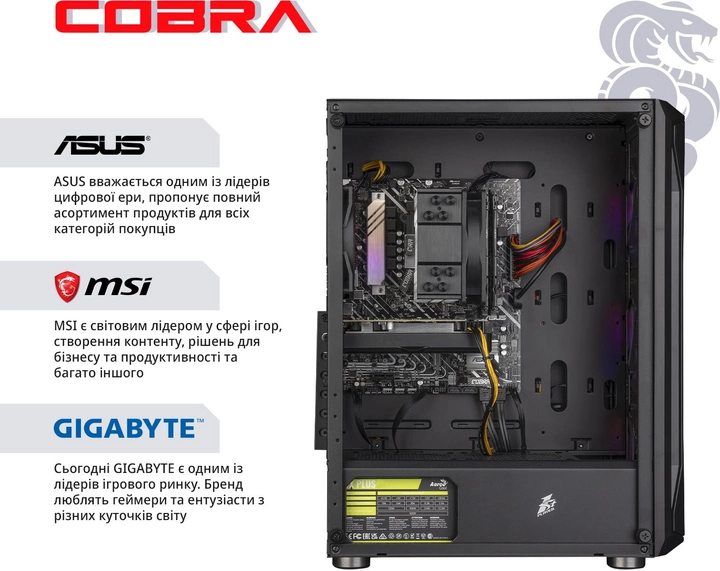 COBRA
ASUS
ASUS вважається одним із лідерів
цифрової ери, пропонує повний
асортимент продуктів для всіх
категорій покупців
msi
MSI є світовим лідером у сфері ігор,
створення контенту, рішень для
бізнесу та продуктивності та
багато іншого
GIGABYTE™
Сьогодні GIGABYTE є одним із
лідерів ігрового ринку. Бренд
люблять геймери та ентузіасти з
різних куточків світу
COBRA
PLUS
Aero